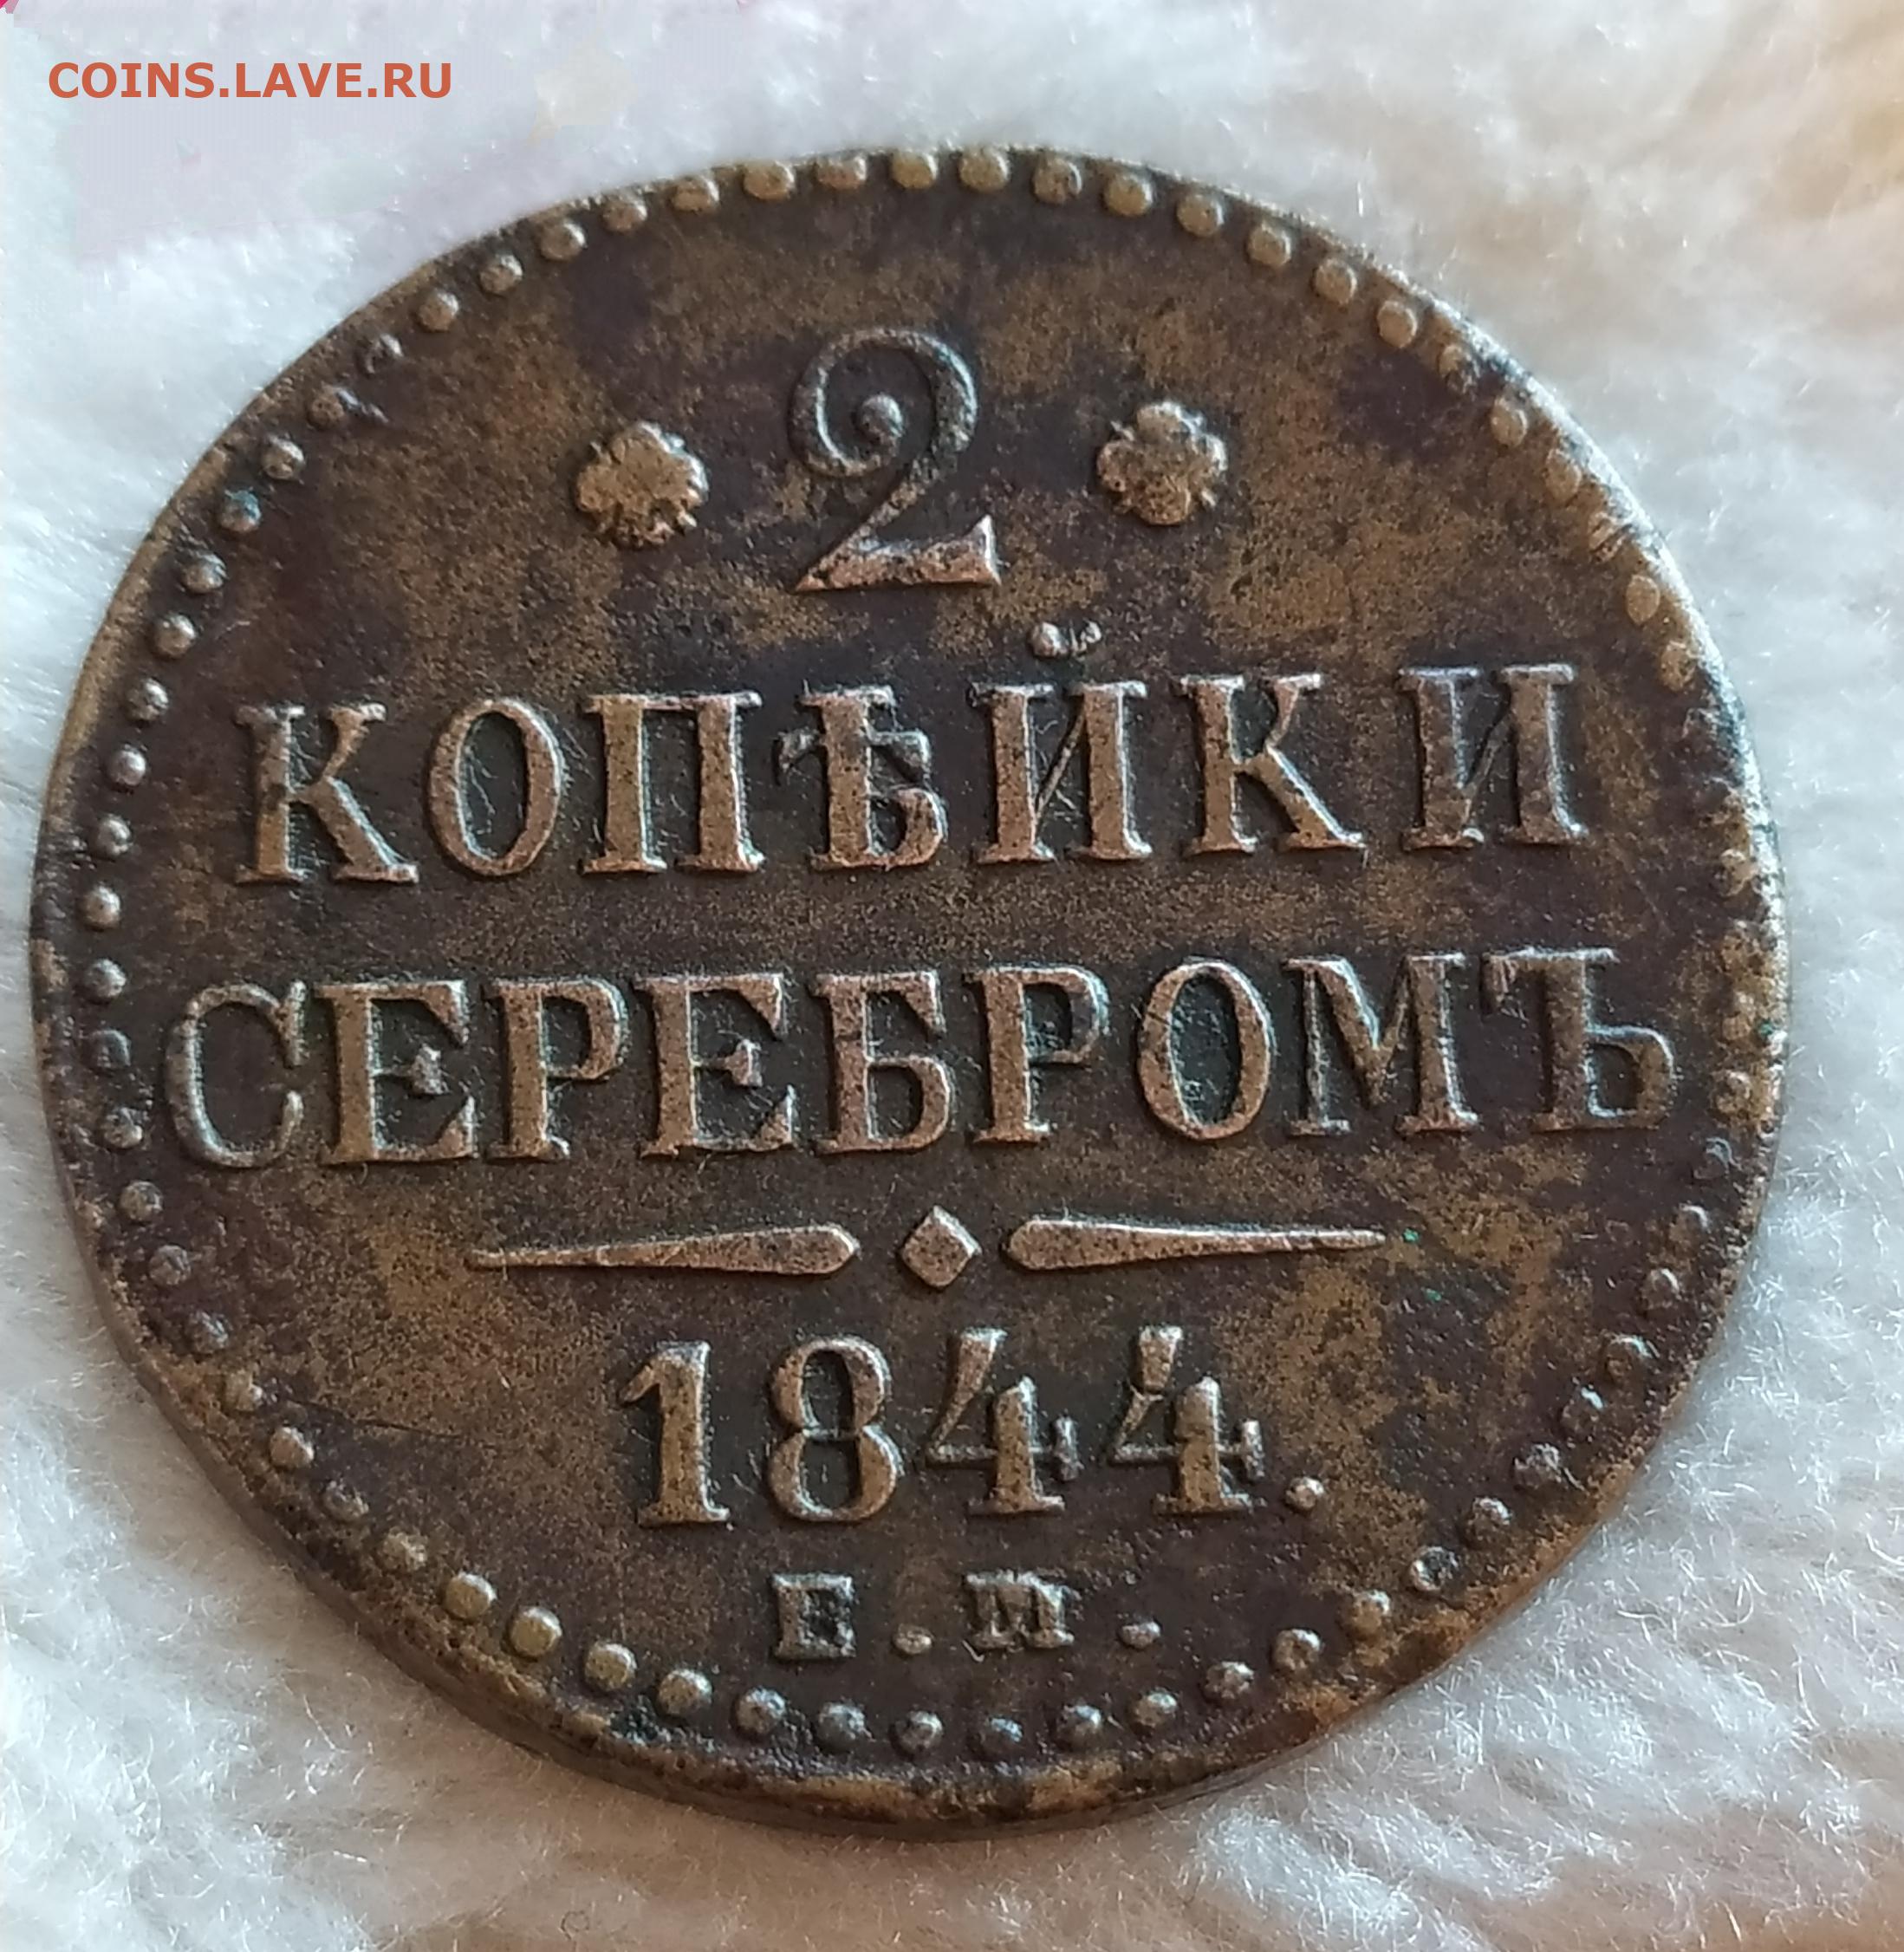 COINS.LAVE.RU
2
КОПѢЙКИ
СЕРЕБРОМЪ
1844.
Е.М.